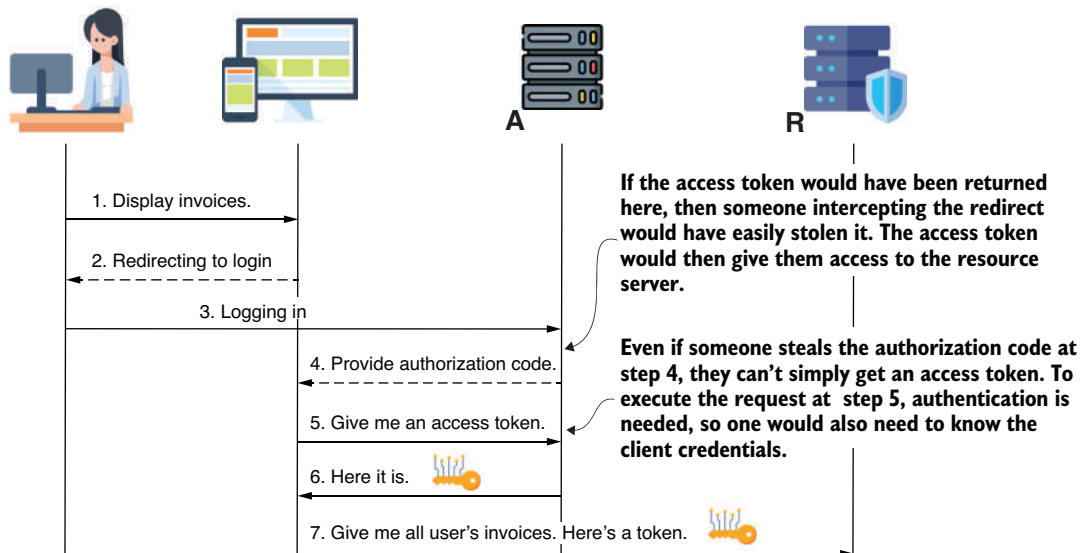 A
R
If the access token would have been returned
here, then someone intercepting the redirect
would have easily stolen it. The access token
would then give them access to the resource
server.
1. Display invoices.
2. Redirecting to login
3. Logging in
Even if someone steals the authorization code at
step 4, they can't simply get an access token. To
execute the request at step 5, authentication is
needed, so one would also need to know the
client credentials.
4. Provide authorization code.
5. Give me an access token.
6. Here it is.
7. Give me all user's invoices. Here's a token.